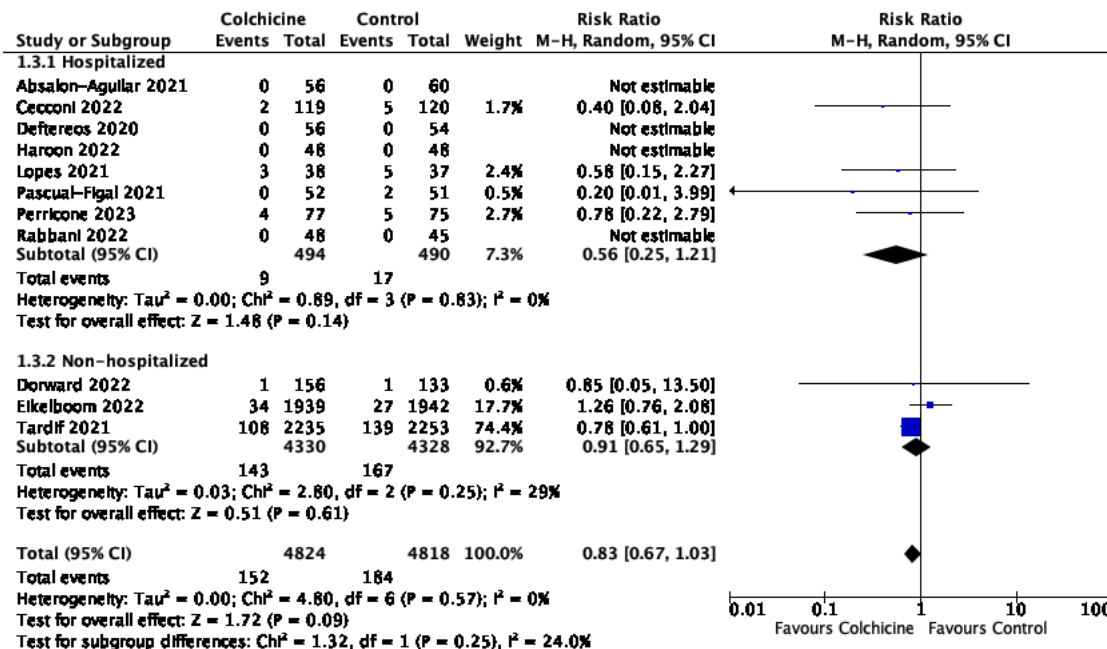 Colchicine Control Risk Ratio Risk Ratio
Study or Subgroup Events Total Events Total Weight M-H, Random, 95% CI M-H, Random, 95% CI
1.3.1 Hospitalized
Absalon-Aguilar 2021 0 56 0 60 Not estimable
Cecconi 2022 2 119 5 120 1.7% 0.40 [0.08, 2.04]
Deftereos 2020 0 56 0 54 Not estimable
Haroon 2022 0 48 0 48 Not estimable
Lopes 2021 3 38 5 37 2.4% 0.58 [0.15, 2.27]
Pascual-Figal 2021 0 52 2 51 0.5% 0.20 [0.01, 3.99]
Perricone 2023 4 77 5 75 2.7% 0.78 [0.22, 2.79]
Rabbani 2022 0 48 0 45 Not estimable
Subtotal (95% CI) 494 490 7.3% 0.56 [0.25, 1.21]
Total events 9 17
Heterogeneity: Tau² = 0.00; Chi² = 0.89, df = 3 (P = 0.83); I² = 0%
Test for overall effect: Z = 1.48 (P = 0.14)
1.3.2 Non-hospitalized
Dorward 2022 1 156 1 133 0.6% 0.85 [0.05, 13.50]
Eikelboom 2022 34 1939 27 1942 17.7% 1.26 [0.76, 2.08]
Tardif 2021 108 2235 139 2253 74.4% 0.78 [0.61, 1.00]
Subtotal (95% CI) 4330 4328 92.7% 0.91 [0.65, 1.29]
Total events 143 167
Heterogeneity: Tau² = 0.03; Chi² = 2.80, df = 2 (P = 0.25); I² = 29%
Test for overall effect: Z = 0.51 (P = 0.61)
Total (95% CI) 4824 4818 100.0% 0.83 [0.67, 1.03]
Total events 152 184
Heterogeneity: Tau² = 0.00; Chi² = 4.80, df = 6 (P = 0.57); I² = 0%
Test for overall effect: Z = 1.72 (P = 0.09)
Test for subgroup differences: Chi² = 1.32, df = 1 (P = 0.25), I² = 24.0%
0.01 0.1 1 10 100
Favours Colchicine Favours Control